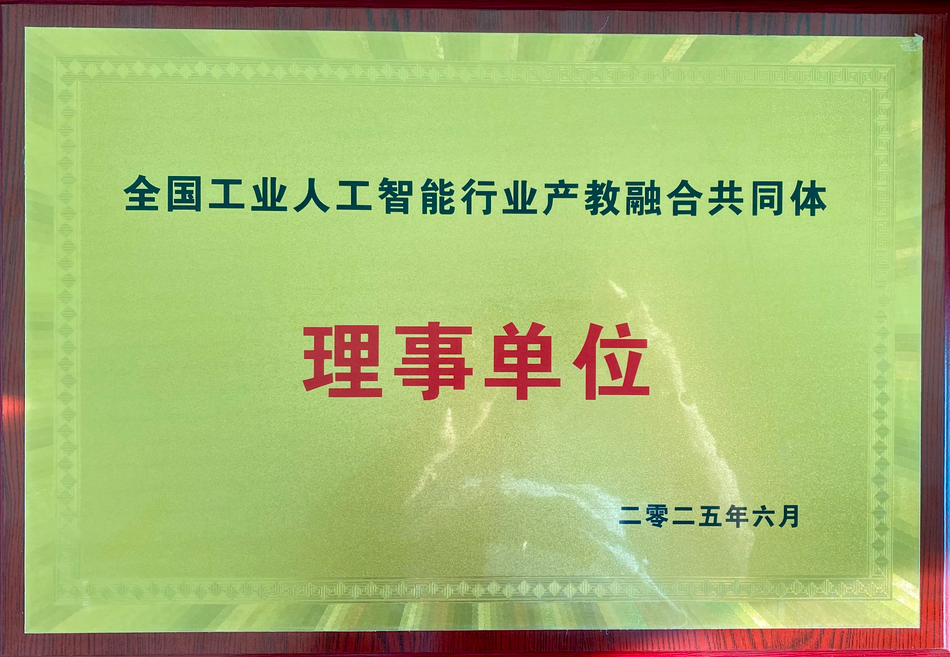 全国工业人工智能行业产教融合共同体
理事单位
二零二五年六月